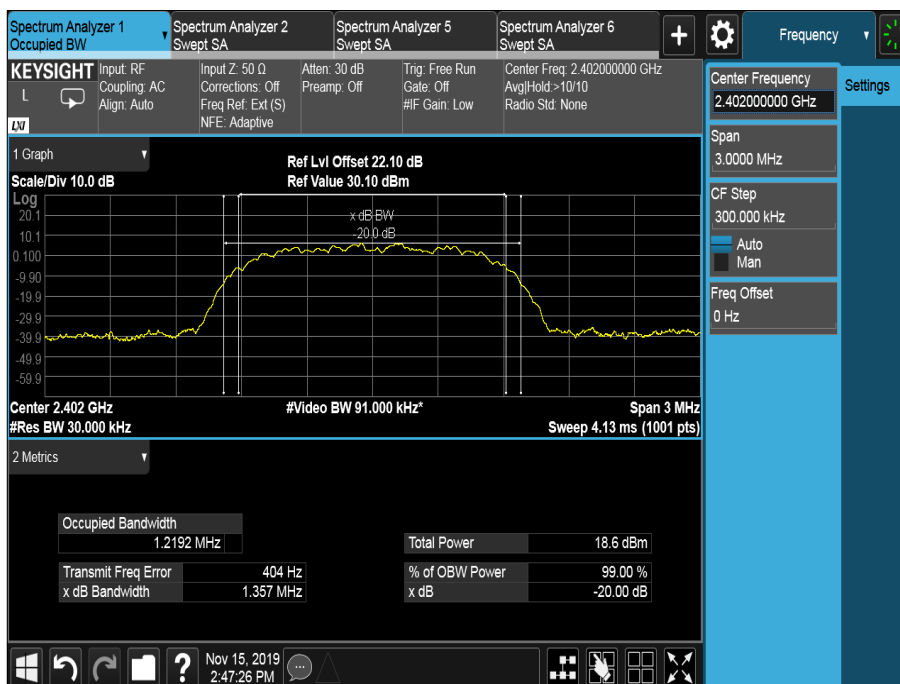 Spectrum Analyzer 1
Occupied BW
Spectrum Analyzer 2
Swept SA
Spectrum Analyzer 5
Swept SA
Spectrum Analyzer 6
Swept SA
+
Frequency
KEYSIGHT
L
LXI
Input: RF
Coupling: AC
Align: Auto
Input Z: 50 Ω
Corrections: Off
Freq Ref: Ext (S)
NFE: Adaptive
Atten: 30 dB
Preamp: Off
Trig: Free Run
Gate: Off
#IF Gain: Low
Center Freq: 2.402000000 GHz
Avg|Hold:>10/10
Radio Std: None
Center Frequency
2.402000000 GHz
Settings
Span
3.0000 MHz
CF Step
300.000 kHz
Auto
Man
Freq Offset
0 Hz
1 Graph
Scale/Div 10.0 dB
Ref Lvl Offset 22.10 dB
Ref Value 30.10 dBm
Log
20.1
10.1
0.100
-9.90
-19.9
-29.9
-39.9
-49.9
-59.9
x dB BW
-20.0 dB
Center 2.402 GHz
#Res BW 30.000 kHz
#Video BW 91.000 kHz*
Span 3 MHz
Sweep 4.13 ms (1001 pts)
2 Metrics
Occupied Bandwidth
1.2192 MHz
Total Power 18.6 dBm
Transmit Freq Error 404 Hz
x dB Bandwidth 1.357 MHz
% of OBW Power 99.00 %
x dB -20.00 dB
?
Nov 15, 2019
2:47:26 PM